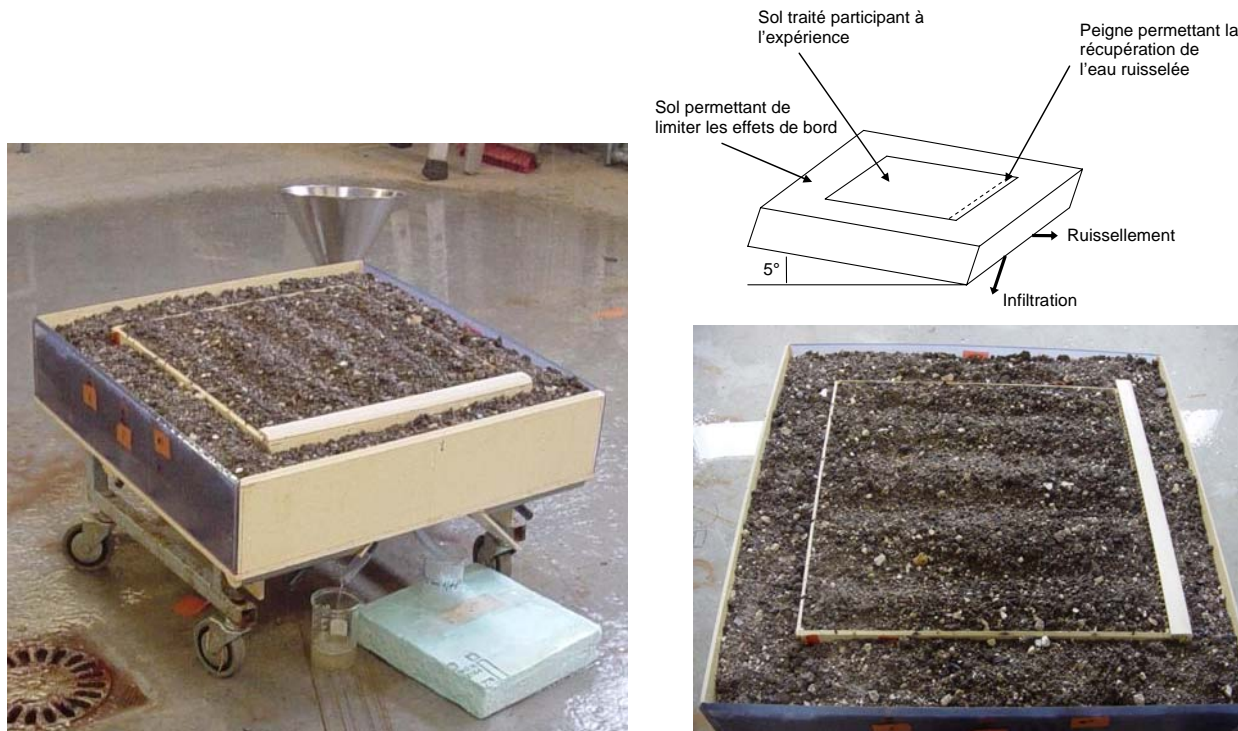 Sol traité participant à
l’expérience
Peigne permettant la
récupération de
l’eau ruisselée
Sol permettant de
limiter les effets de bord
Ruissellement
5°
Infiltration